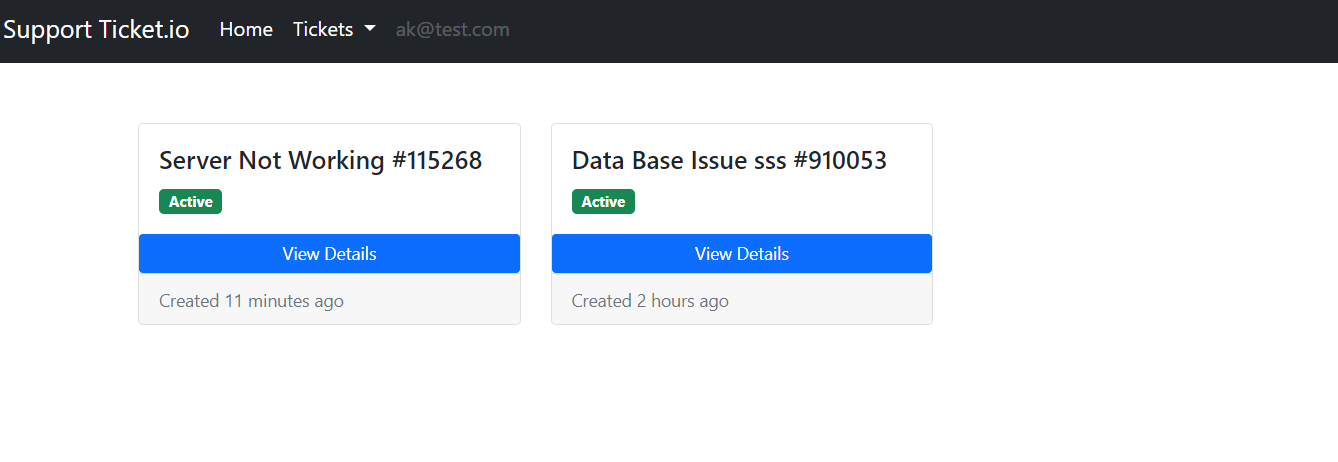 Support Ticket.io Home Tickets ak@test.com
Server Not Working #115268
Active
View Details
Created 11 minutes ago
Data Base Issue sss #910053
Active
View Details
Created 2 hours ago